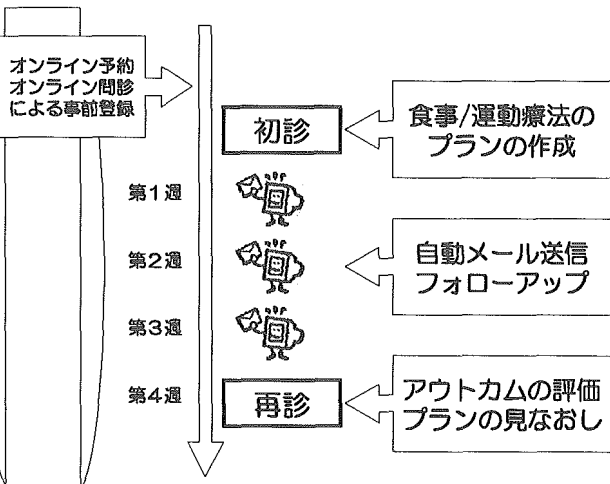 オンライン予約
オンライン問診
による事前登録
初診
食事/運動療法の
プランの作成
第1週
第2週
自動メール送信
フォローアップ
第3週
第4週
再診
アウトカムの評価
プランの見なおし